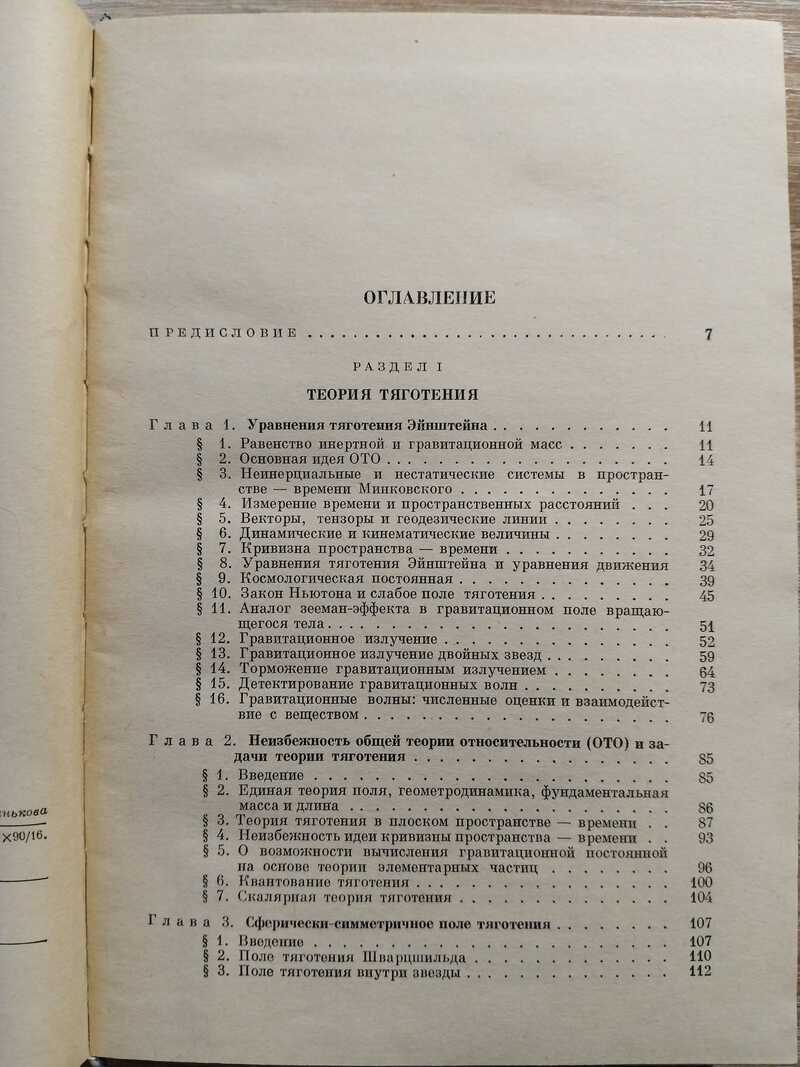 ОГЛАВЛЕНИЕ
ПРЕДИСЛОВИЕ . . . . . . . . . . 7
РАЗДЕЛ I
ТЕОРИЯ ТЯГОТЕНИЯ
Глава 1. Уравнения тяготения Эйнштейна . . . . . . . . . . 11
§ 1. Равенство инертной и гравитационной масс . . . . . . . 11
§ 2. Основная идея ОТО . . . . . . . . . . 14
§ 3. Неинерциальные и нестатические системы в простран-
стве — времени Минковского . . . . . . . . . . 17
§ 4. Измерение времени и пространственных расстояний . . . 20
§ 5. Векторы, тензоры и геодезические линии . . . . . . . . 25
§ 6. Динамические и кинематические величины . . . . . . . . 29
§ 7. Кривизна пространства — времени . . . . . . . . . . 32
§ 8. Уравнения тяготения Эйнштейна и уравнения движения 34
§ 9. Космологическая постоянная . . . . . . . . . . 39
§ 10. Закон Ньютона и слабое поле тяготения . . . . . . . . . 45
§ 11. Аналог зееман-эффекта в гравитационном поле вращаю-
щегося тела . . . . . . . . . . 51
§ 12. Гравитационное излучение . . . . . . . . . . 52
§ 13. Гравитационное излучение двойных звезд . . . . . . . . . 59
§ 14. Торможение гравитационным излучением . . . . . . . . 64
§ 15. Детектирование гравитационных волн . . . . . . . . . . 73
§ 16. Гравитационные волны: численные оценки и взаимодейст-
вие с веществом . . . . . . . . . . 76
Глава 2. Неизбежность общей теории относительности (ОТО) и за-
дачи теории тяготения . . . . . . . . . . 85
§ 1. Введение . . . . . . . . . . 85
§ 2. Единая теория поля, геометродинамика, фундаментальная
масса и длина . . . . . . . . . . 86
§ 3. Теория тяготения в плоском пространстве — времени . . 87
§ 4. Неизбежность идеи кривизны пространства — времени . . 93
§ 5. О возможности вычисления гравитационной постоянной
на основе теории элементарных частиц . . . . . . . . 96
§ 6. Квантование тяготения . . . . . . . . . . 100
§ 7. Скалярная теория тяготения . . . . . . . . . . 104
Глава 3. Сферически-симметричное поле тяготения . . . . . . . . 107
§ 1. Введение . . . . . . . . . . 107
§ 2. Поле тяготения Шварцшильда . . . . . . . . . . 110
§ 3. Поле тяготения внутри звезды . . . . . . . . . . 112
нькова
X90/16.